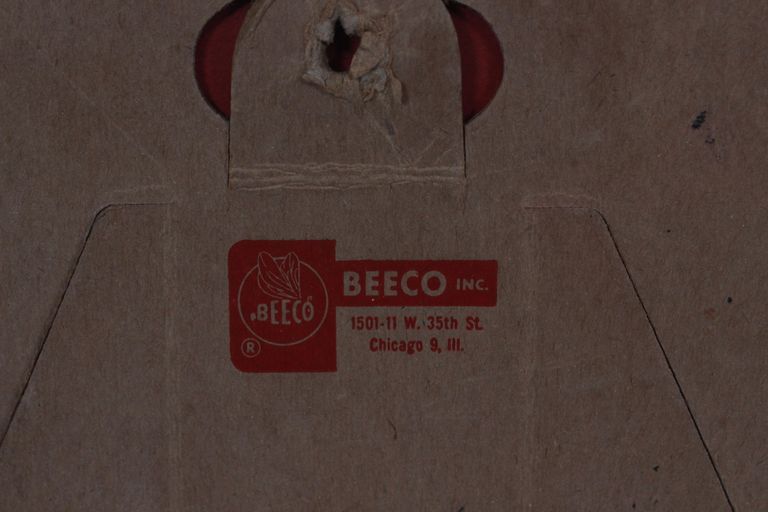 BEECO
®
BEECO INC.
1501-11 W. 35th St.
Chicago 9, Ill.